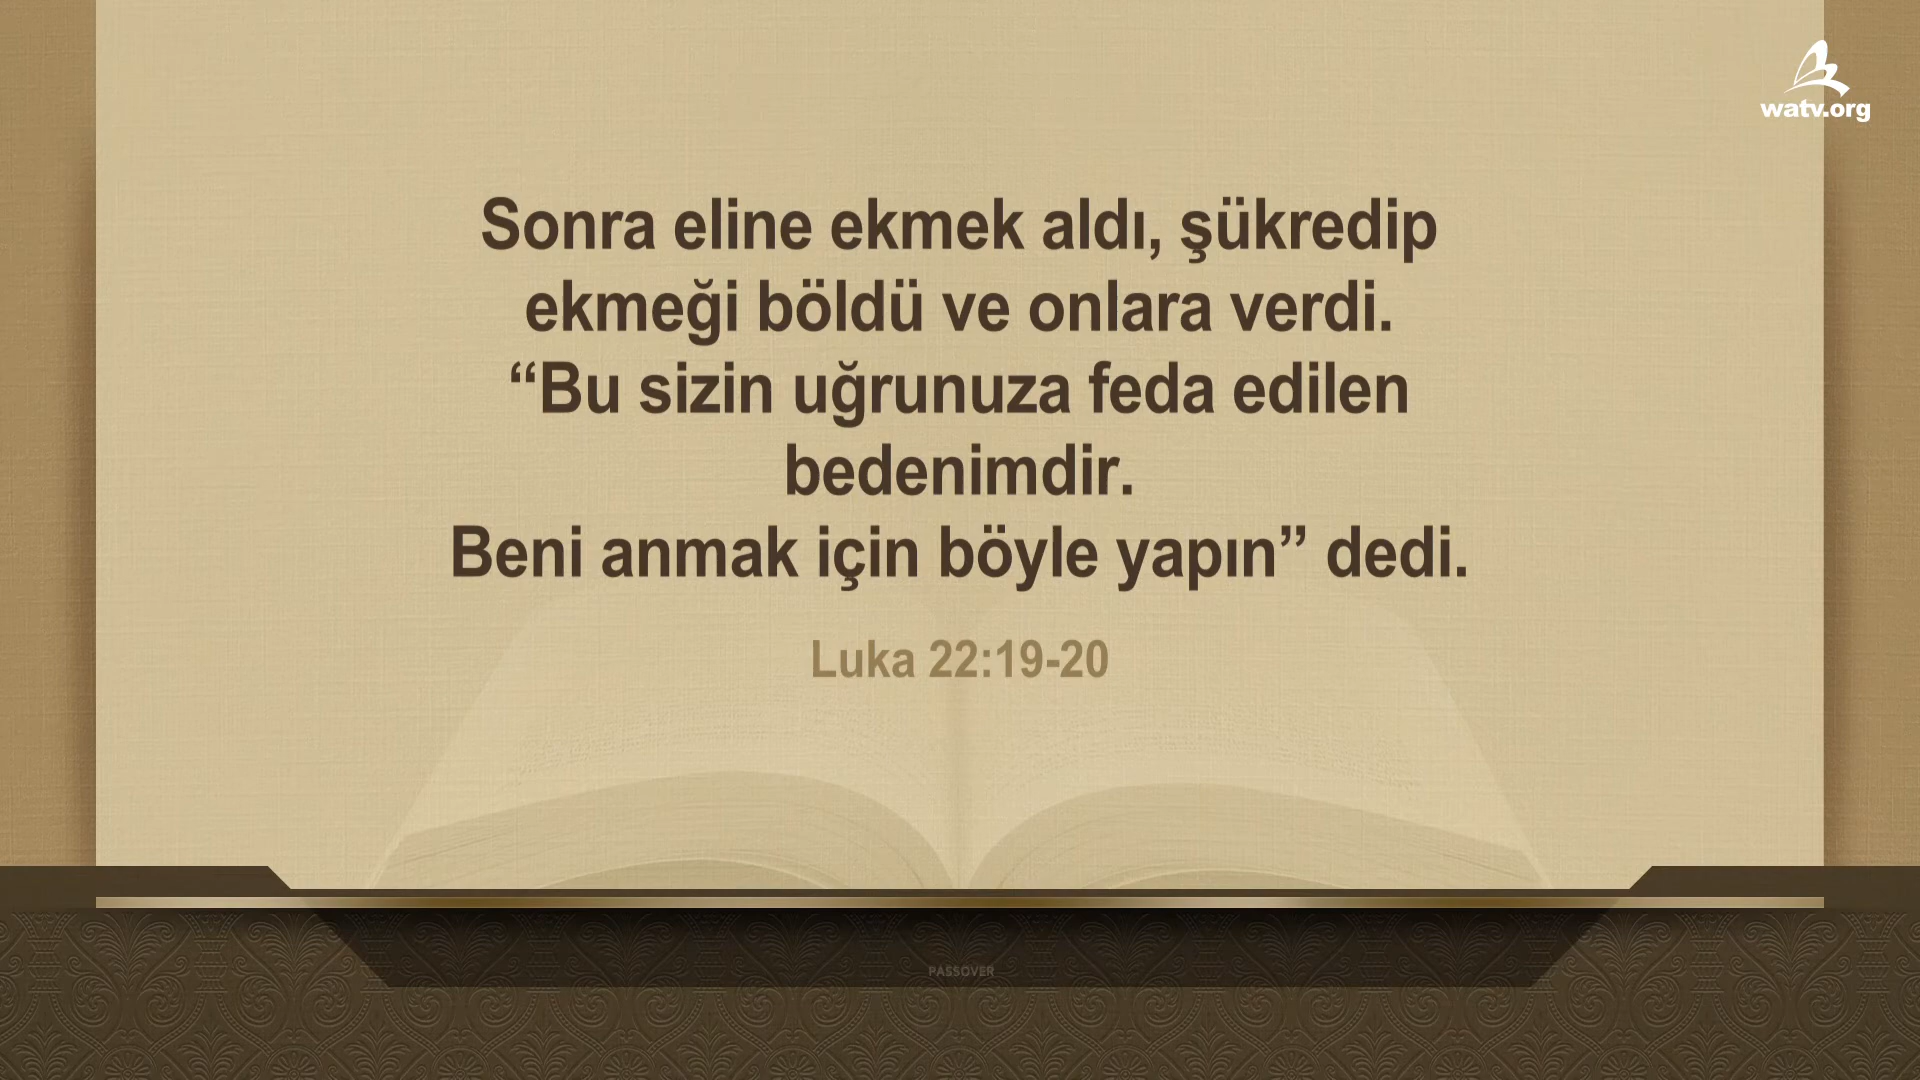 watv.org
Sonra eline ekmek aldı, şükredip
ekmeği böldü ve onlara verdi.
“Bu sizin uğrunuza feda edilen
bedenimdir.
Beni anmak için böyle yapın” dedi.
Luka 22:19-20
PASSOVER